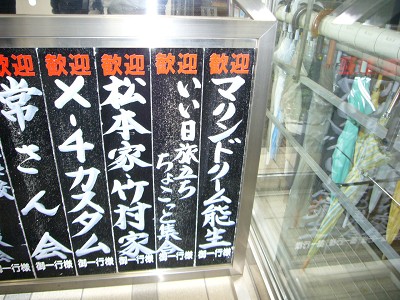 歓迎 マリンドリーム能生 御一行様
歓迎 いい日旅立ち ちょこっと集会 御一行様
歓迎 松本家・竹村家 御一行様
歓迎 X-4カスタム 御一行様
歓迎 常さん会 御一行様